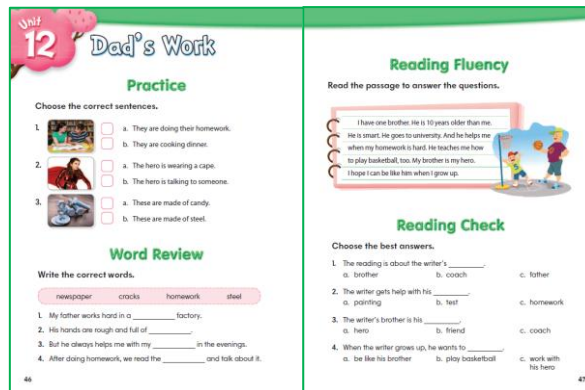 Unit
12
Dad's Work
Practice
Choose the correct sentences.
1.
a. They are doing their homework.
b. They are cooking dinner.
2.
a. The hero is wearing a cape.
b. The hero is talking to someone.
3.
a. These are made of candy.
b. These are made of steel.
Word Review
Write the correct words.
newspaper cracks homework steel
1. My father works hard in a __________ factory.
2. His hands are rough and full of __________.
3. But he always helps me with my __________ in the evenings.
4. After doing homework, we read the __________ and talk about it.
46
Reading Fluency
Read the passage to answer the questions.
I have one brother. He is 10 years older than me.
He is smart. He goes to university. And he helps me
when my homework is hard. He teaches me how
to play basketball, too. My brother is my hero.
I hope I can be like him when I grow up.
Reading Check
Choose the best answers.
1. The reading is about the writer's ________.
a. brother b. coach c. father
2. The writer gets help with his ________.
a. painting b. test c. homework
3. The writer's brother is his ________.
a. hero b. friend c. coach
4. When the writer grows up, he wants to ________.
a. be like his brother b. play basketball c. work with
his hero